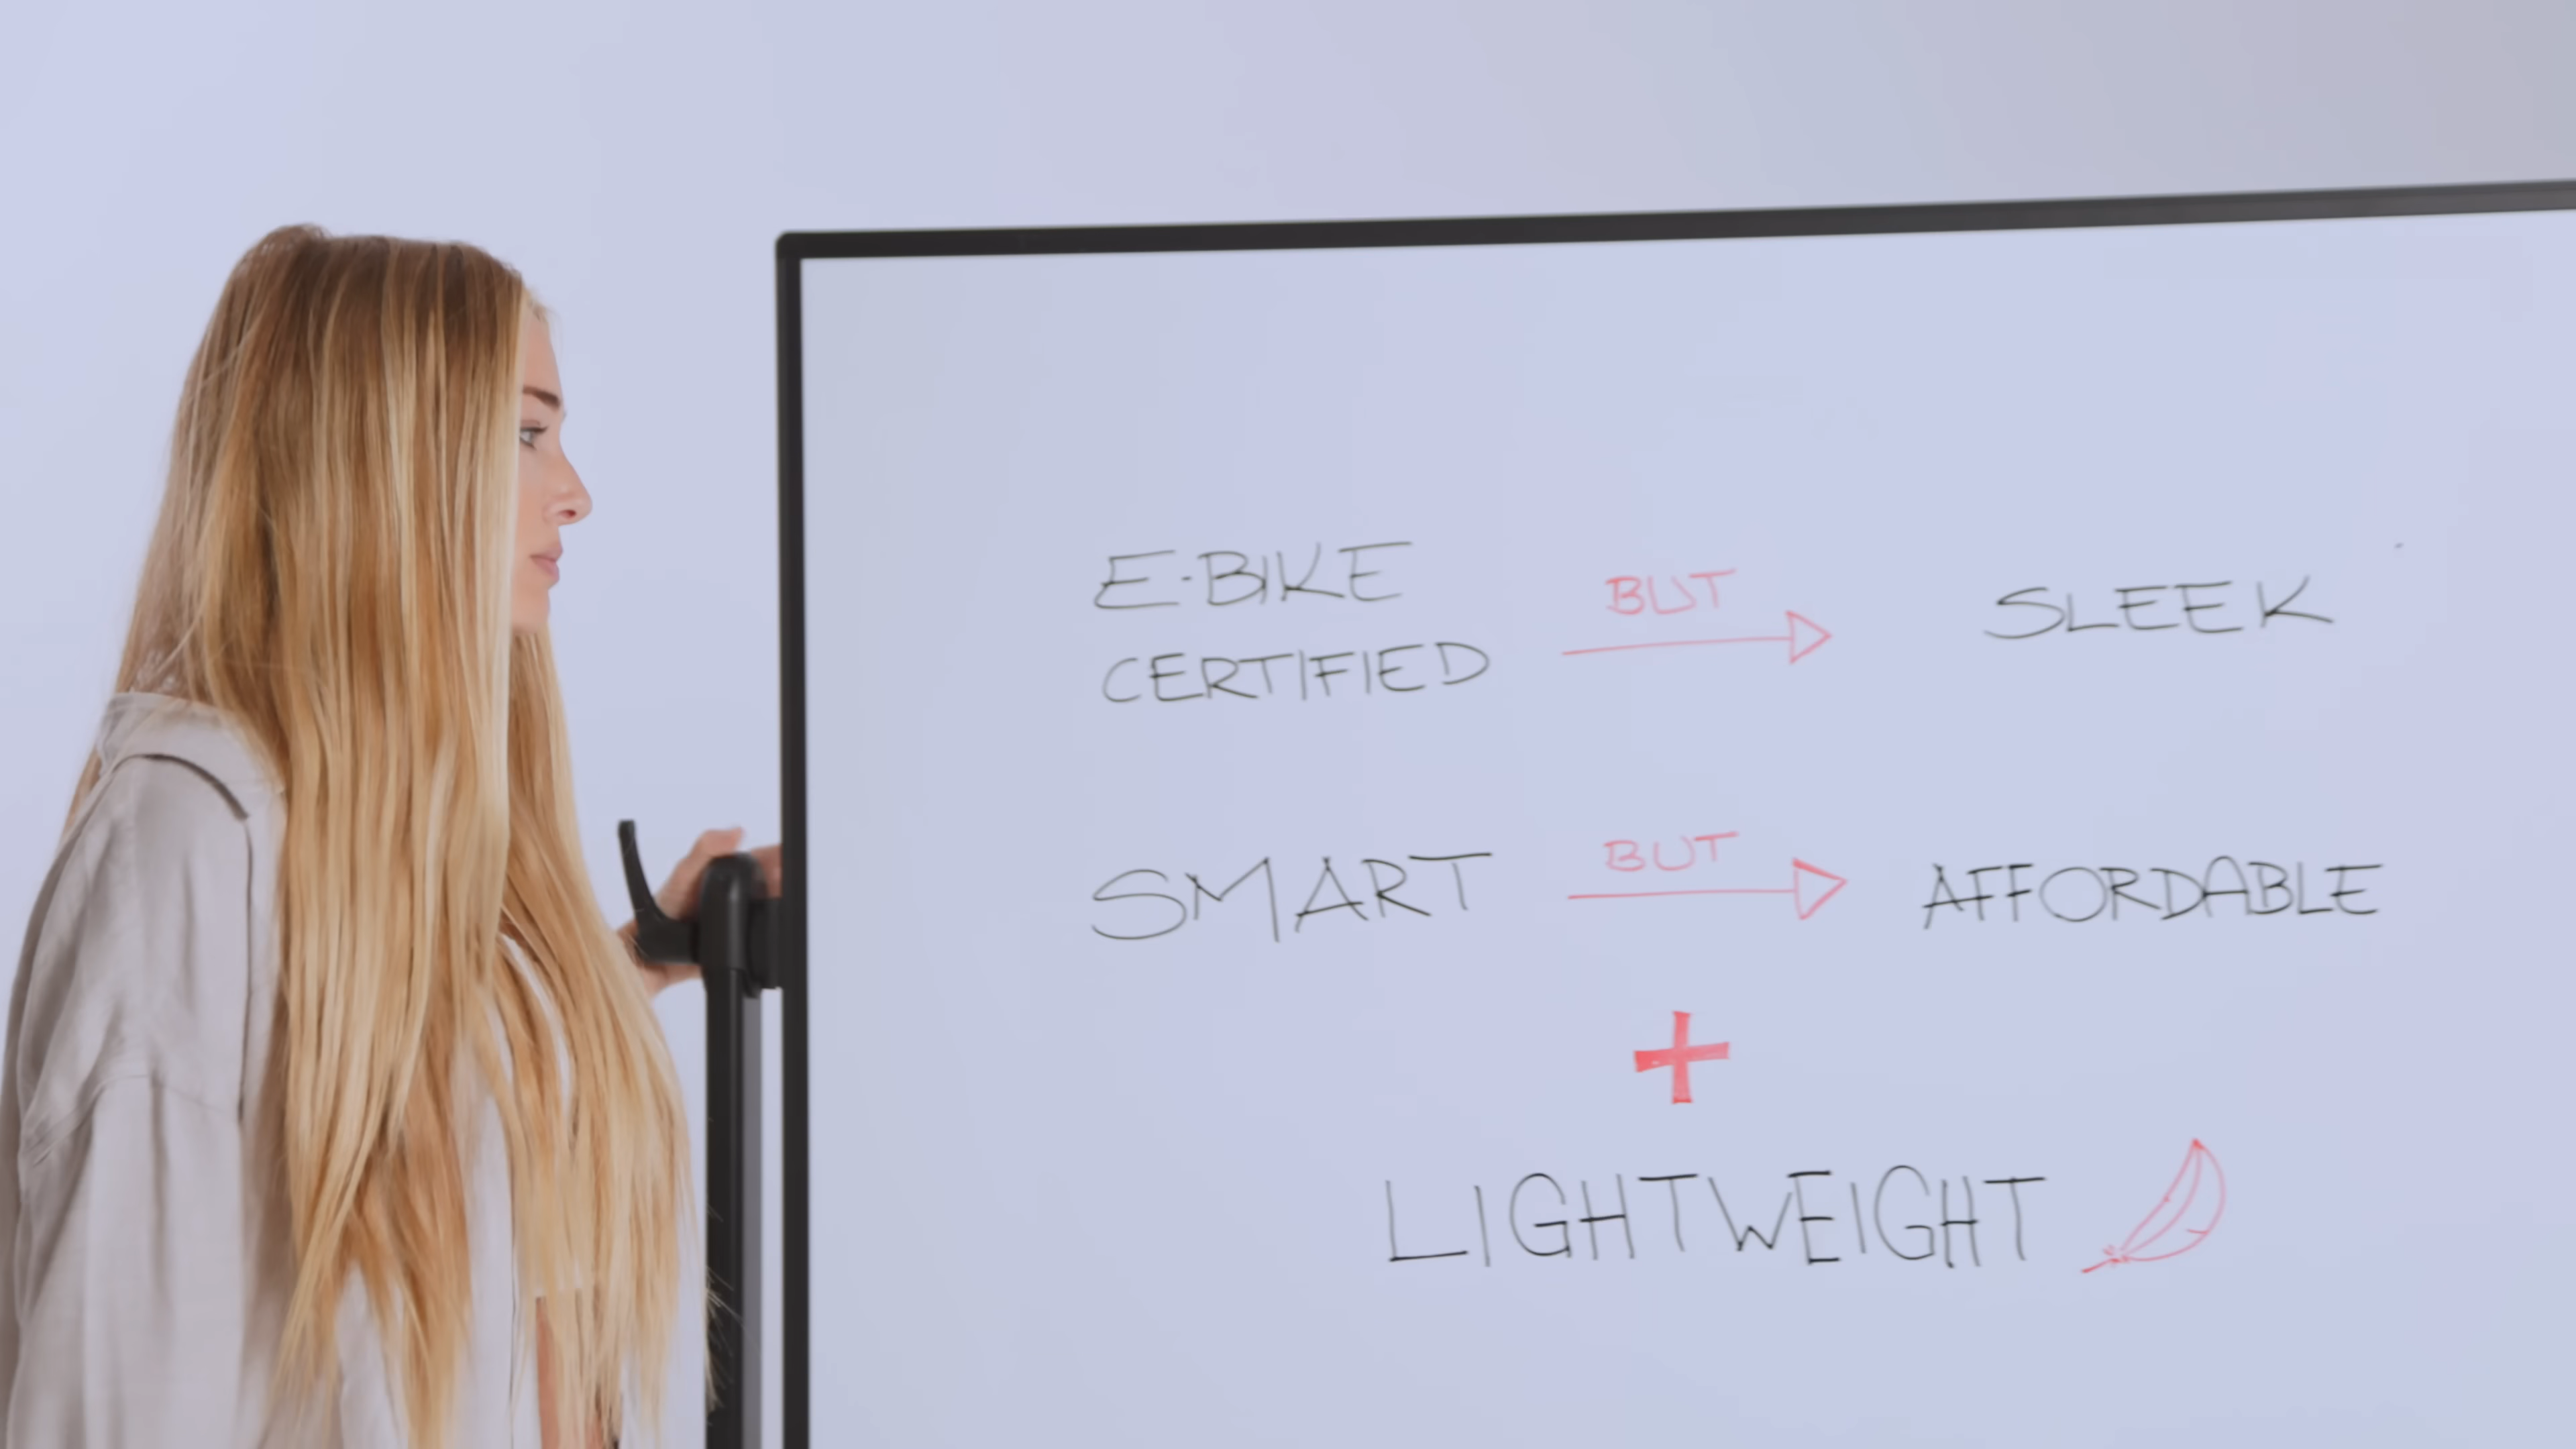 E-BIKE BUT SLEEK
CERTIFIED
SMART BUT AFFORDABLE
+
LIGHTWEIGHT